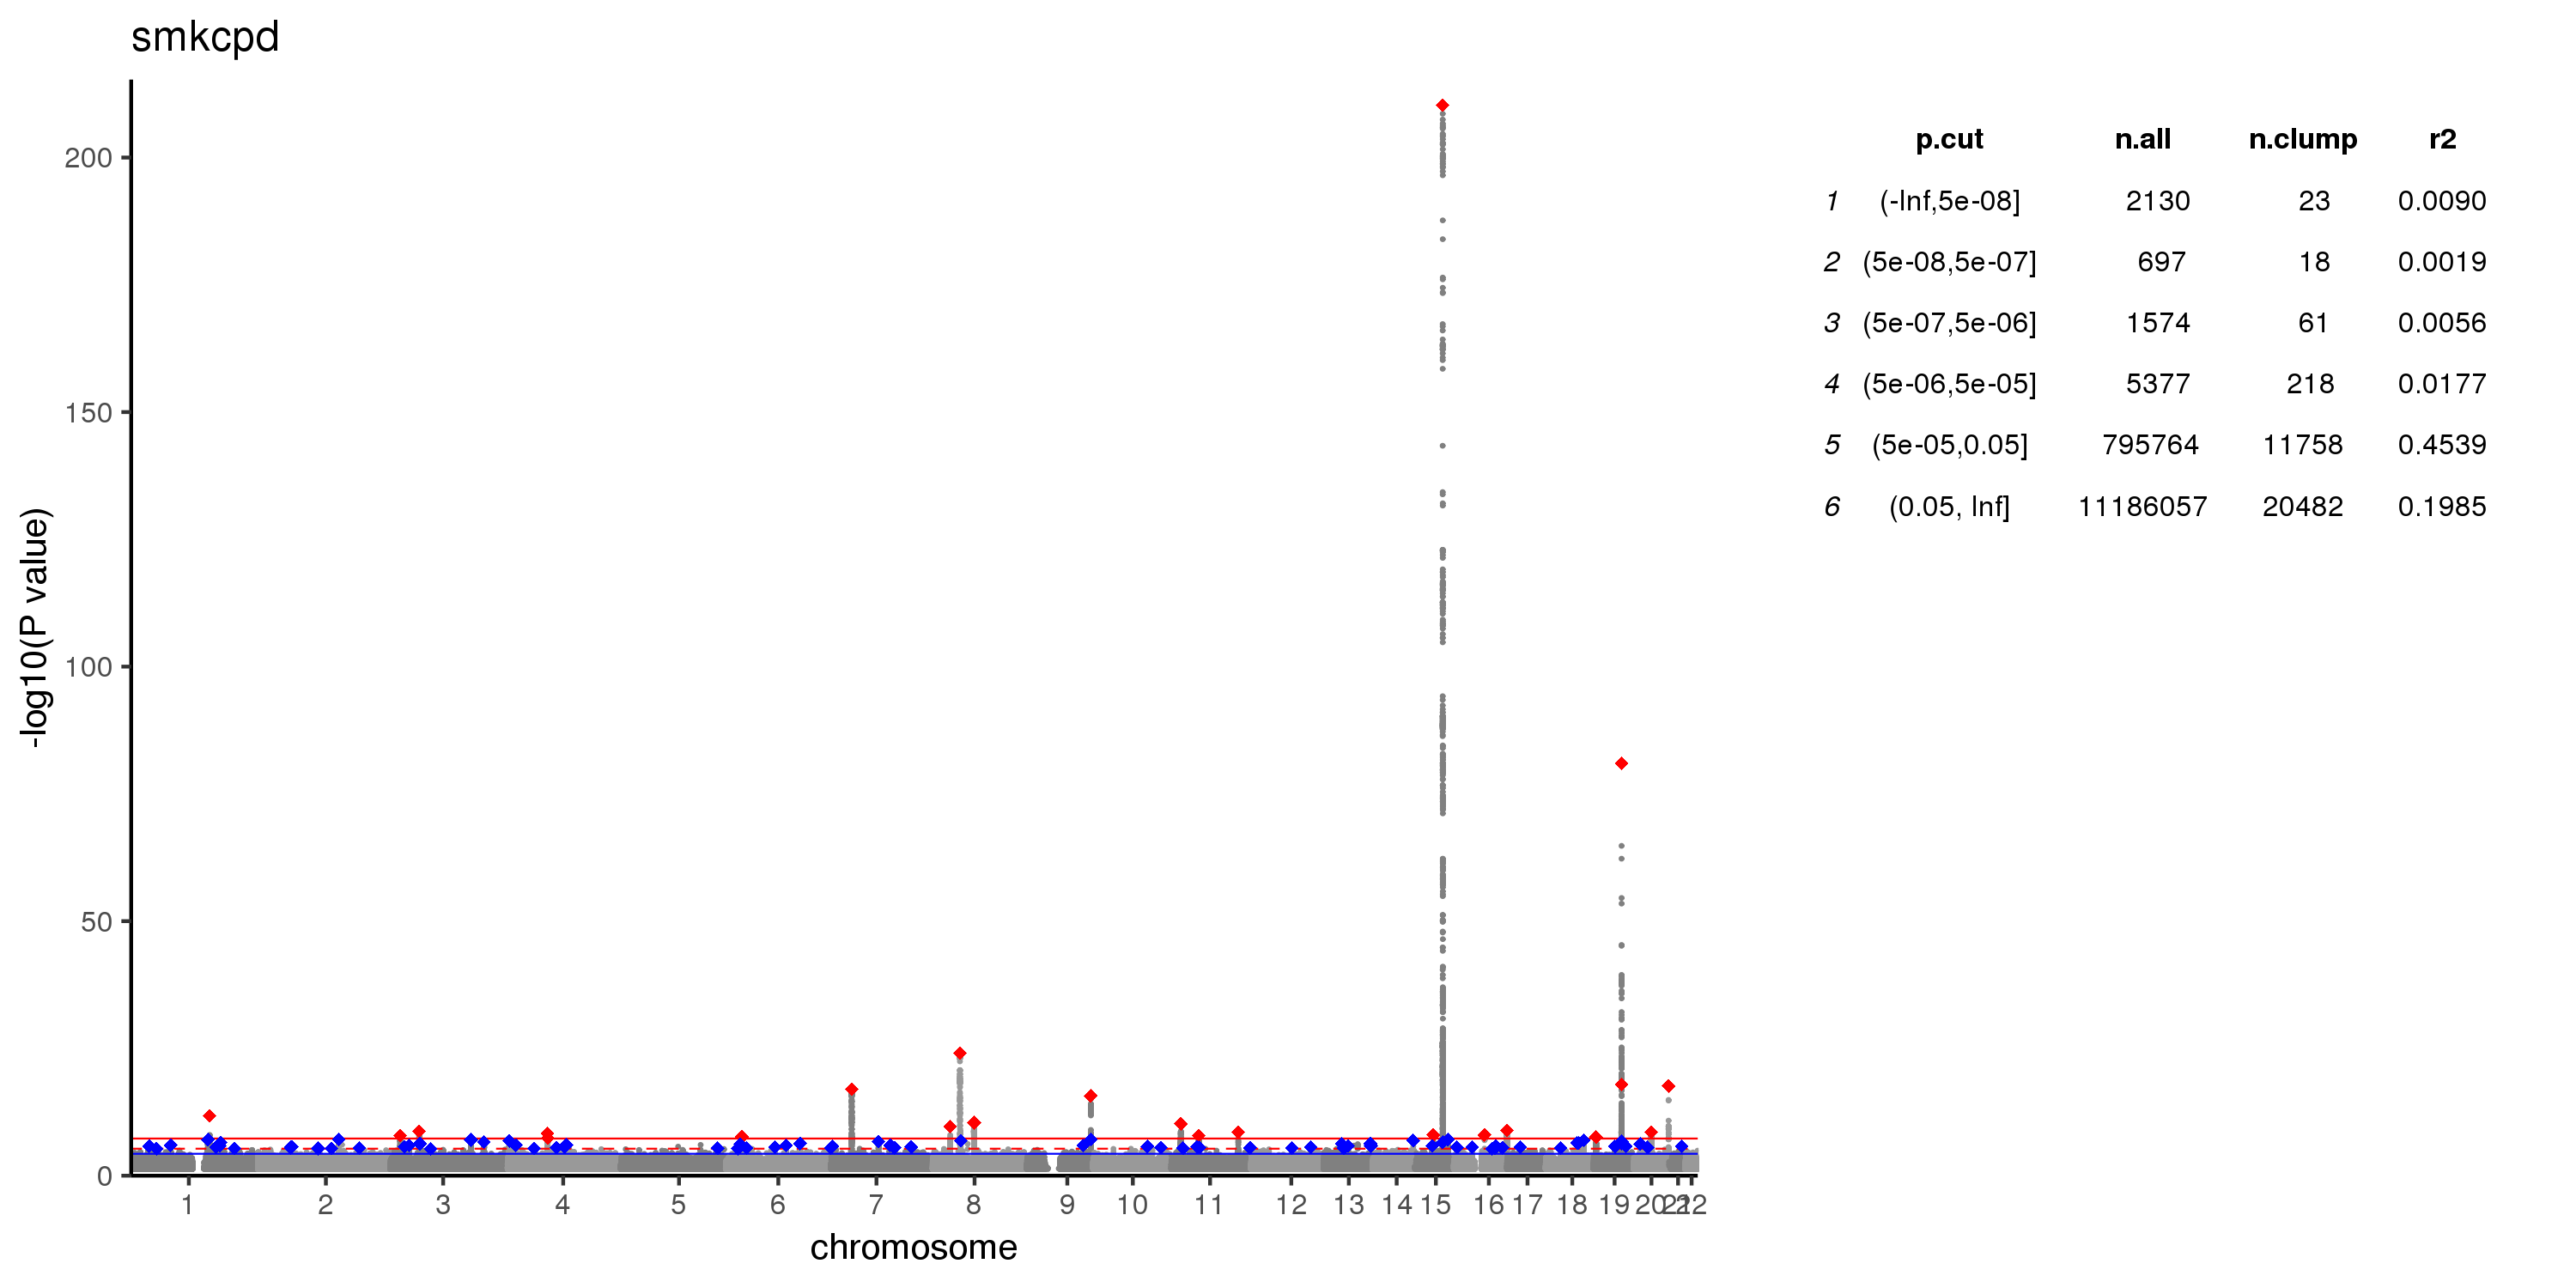 smkcpd
-log10(P value)
200
150
100
50
0
1 2 3 4 5 6 7 8 9 10 11 12 13 14 15 16 17 18 19 20 21 22
chromosome
p.cut n.all n.clump r2
1 (-Inf,5e-08] 2130 23 0.0090
2 (5e-08,5e-07] 697 18 0.0019
3 (5e-07,5e-06] 1574 61 0.0056
4 (5e-06,5e-05] 5377 218 0.0177
5 (5e-05,0.05] 795764 11758 0.4539
6 (0.05, Inf] 11186057 20482 0.1985